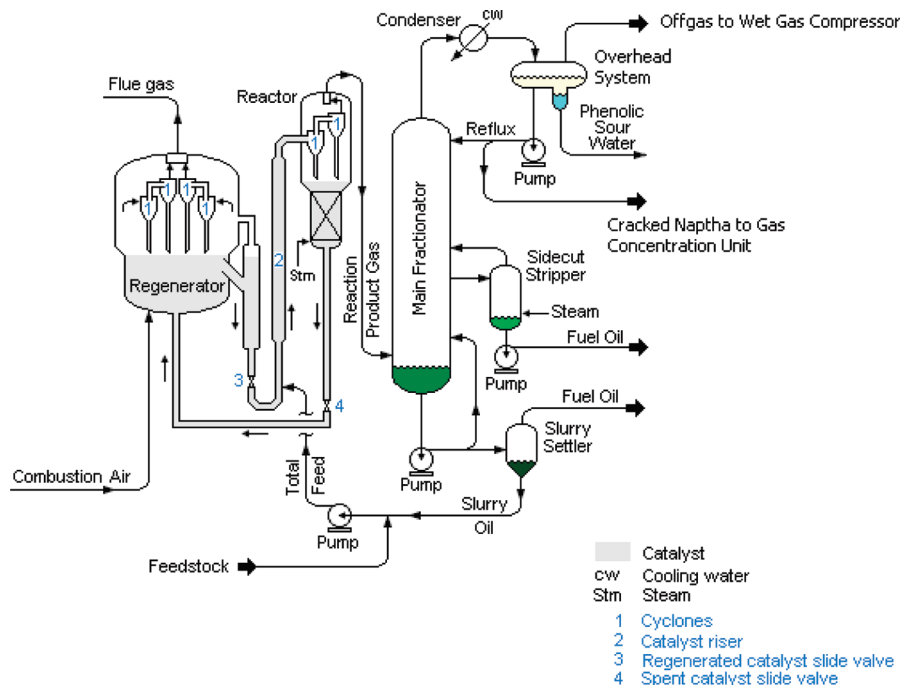 Condenser
cw
Offgas to Wet Gas Compressor
Overhead
System
Flue gas
Reactor
Phenolic
Sour
Water
Reflux
Pump
1
1
1
1
1
1
Cracked Naptha to Gas
Concentration Unit
2
Stm
Regenerator
Reaction
Product Gas
Main Fractionator
Sidecut
Stripper
Steam
Fuel Oil
Pump
3
4
Fuel Oil
Slurry
Settler
Combustion Air
Total
Feed
Pump
Slurry
Oil
Pump
Feedstock
Catalyst
cw Cooling water
Stm Steam
1 Cyclones
2 Catalyst riser
3 Regenerated catalyst slide valve
4 Spent catalyst slide valve